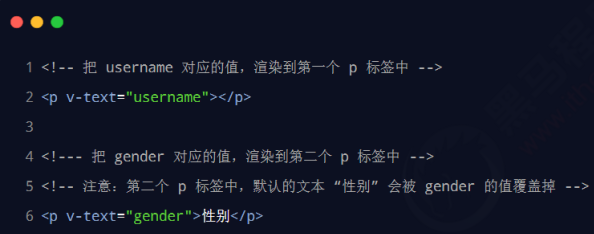 1 <!-- 把 username 对应的值，渲染到第一个 p 标签中 -->
2 <p v-text="username"></p>
3
4 <!--- 把 gender 对应的值，渲染到第二个 p 标签中 -->
5 <!-- 注意：第二个 p 标签中，默认的文本 “性别” 会被 gender 的值覆盖掉 -->
6 <p v-text="gender">性别</p>